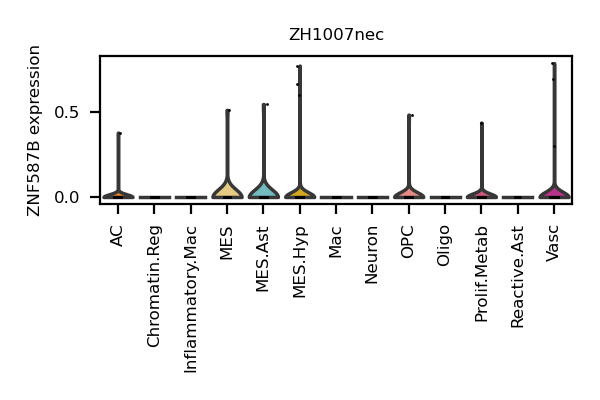 ZH1007nec
ZNF587B expression
0.5
0.0
AC
Chromatin.Reg
Inflammatory.Mac
MES
MES.Ast
MES.Hyp
Mac
Neuron
OPC
Oligo
Prolif.Metab
Reactive.Ast
Vasc